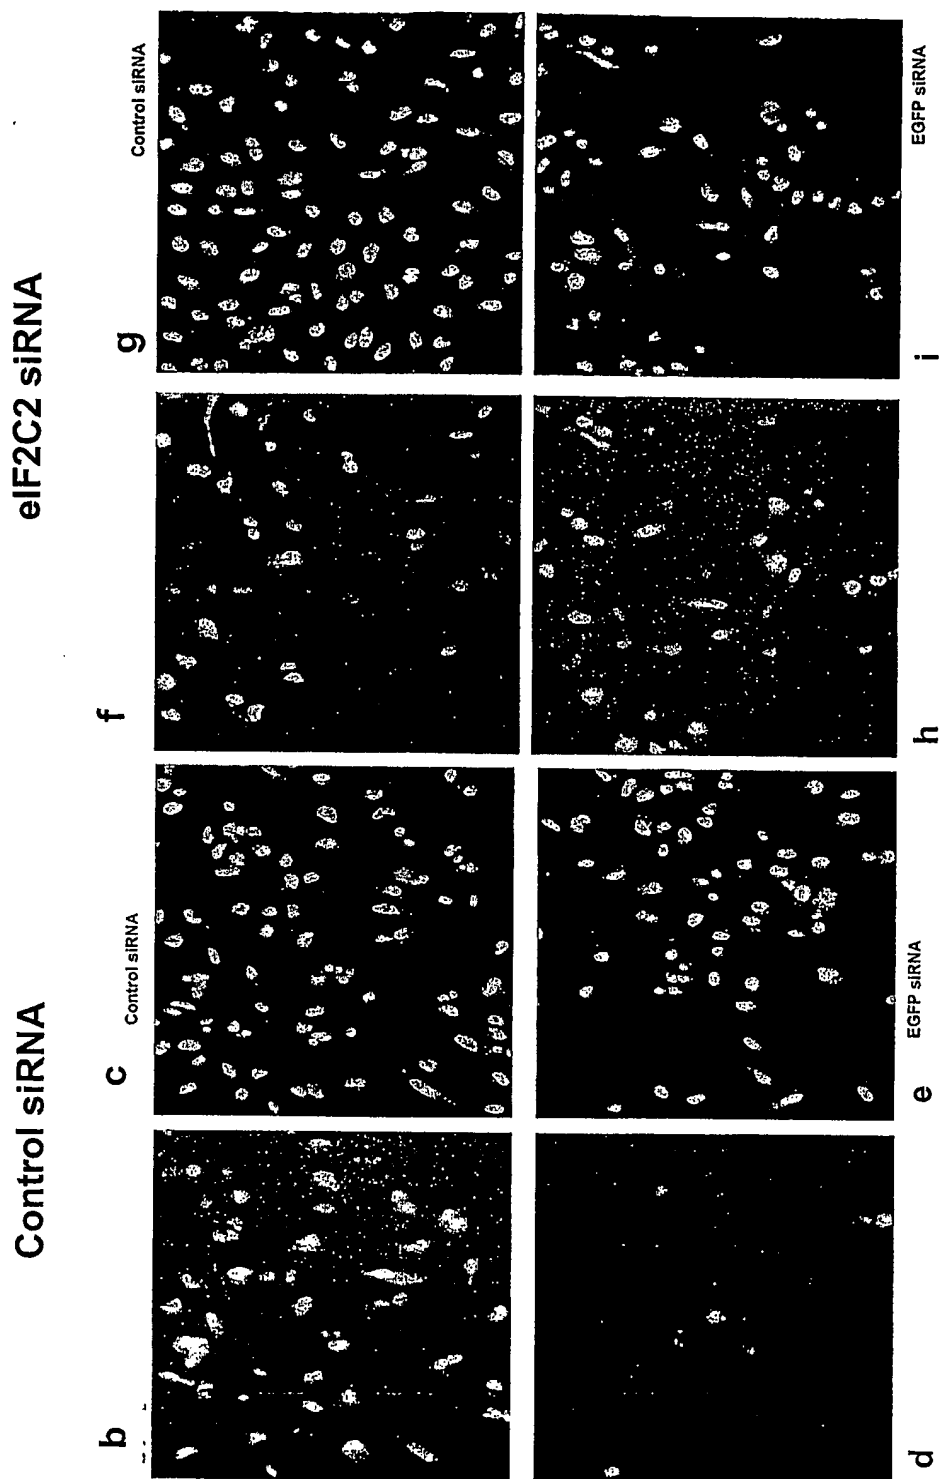 Control siRNA
eIF2C2 siRNA
b
c
Control siRNA
f
g
Control siRNA
d
e
EGFP siRNA
h
i
EGFP siRNA